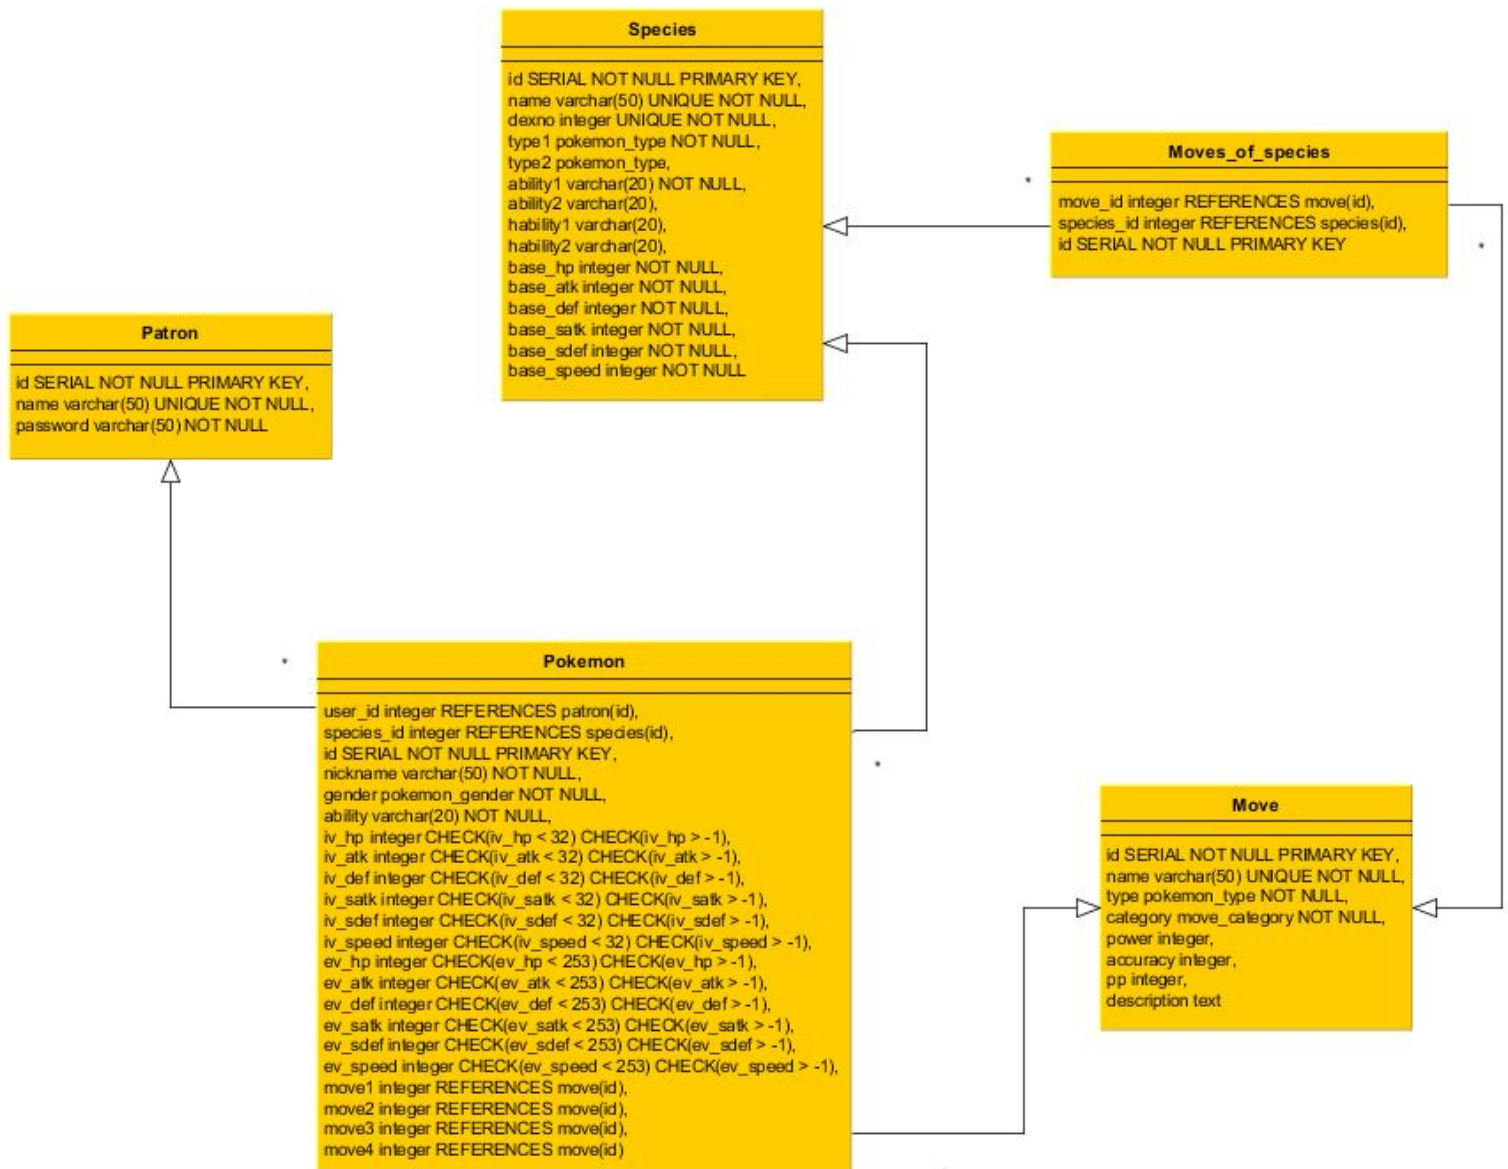 Species
id SERIAL NOT NULL PRIMARY KEY,
name varchar(50) UNIQUE NOT NULL,
dexno integer UNIQUE NOT NULL,
type1 pokemon_type NOT NULL,
type2 pokemon_type,
ability1 varchar(20) NOT NULL,
ability2 varchar(20),
hability1 varchar(20),
hability2 varchar(20),
base_hp integer NOT NULL,
base_atk integer NOT NULL,
base_def integer NOT NULL,
base_satk integer NOT NULL,
base_sdef integer NOT NULL,
base_speed integer NOT NULL
Moves_of_species
move_id integer REFERENCES move(id),
species_id integer REFERENCES species(id),
id SERIAL NOT NULL PRIMARY KEY
*
*
Patron
id SERIAL NOT NULL PRIMARY KEY,
name varchar(50) UNIQUE NOT NULL,
password varchar(50) NOT NULL
*
Pokemon
user_id integer REFERENCES patron(id),
species_id integer REFERENCES species(id),
id SERIAL NOT NULL PRIMARY KEY,
nickname varchar(50) NOT NULL,
gender pokemon_gender NOT NULL,
ability varchar(20) NOT NULL,
iv_hp integer CHECK(iv_hp < 32) CHECK(iv_hp > -1),
iv_atk integer CHECK(iv_atk < 32) CHECK(iv_atk > -1),
iv_def integer CHECK(iv_def < 32) CHECK(iv_def > -1),
iv_satk integer CHECK(iv_satk < 32) CHECK(iv_satk > -1),
iv_sdef integer CHECK(iv_sdef < 32) CHECK(iv_sdef > -1),
iv_speed integer CHECK(iv_speed < 32) CHECK(iv_speed > -1),
ev_hp integer CHECK(ev_hp < 253) CHECK(ev_hp > -1),
ev_atk integer CHECK(ev_atk < 253) CHECK(ev_atk > -1),
ev_def integer CHECK(ev_def < 253) CHECK(ev_def > -1),
ev_satk integer CHECK(ev_satk < 253) CHECK(ev_satk > -1),
ev_sdef integer CHECK(ev_sdef < 253) CHECK(ev_sdef > -1),
ev_speed integer CHECK(ev_speed < 253) CHECK(ev_speed > -1),
move1 integer REFERENCES move(id),
move2 integer REFERENCES move(id),
move3 integer REFERENCES move(id),
move4 integer REFERENCES move(id)
*
Move
id SERIAL NOT NULL PRIMARY KEY,
name varchar(50) UNIQUE NOT NULL,
type pokemon_type NOT NULL,
category move_category NOT NULL,
power integer,
accuracy integer,
pp integer,
description text